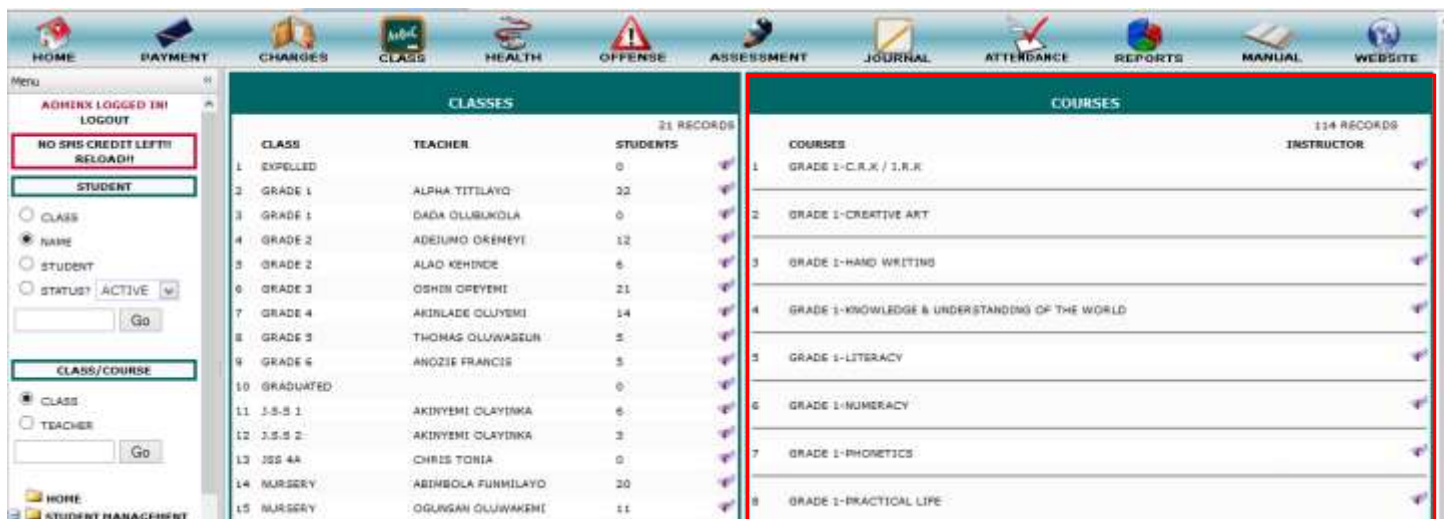 HOME PAYMENT CHARGES CLASS HEALTH OFFENSE ASSESSMENT JOURNAL ATTENDANCE REPORTS MANUAL WEBSITE
Menu
ADMINX LOGGED IN!
LOGOUT
NO SMS CREDIT LEFT!!
RELOAD!!
STUDENT
CLASS
NAME
STUDENT
STATUS? ACTIVE
Go
CLASS/COURSE
CLASS
TEACHER
Go
HOME
STUDENT MANAGEMENT
CLASSES
21 RECORDS
CLASS TEACHER STUDENTS
1 EXPELLED 0
2 GRADE 1 ALPHA TITILAYO 22
3 GRADE 1 DADA OLUBUKOLA 0
4 GRADE 2 ADEJUMO OREMEYI 12
5 GRADE 2 ALAO KEHINDE 6
6 GRADE 3 OSHIN OPEYEMI 21
7 GRADE 4 AKINLADE OLUYEMI 14
8 GRADE 5 THOMAS OLUWASEUN 5
9 GRADE 6 ANOZIE FRANCIS 5
10 GRADUATED 0
11 J.S.S 1 AKINYEMI OLAYINKA 6
12 J.S.S 2 AKINYEMI OLAYINKA 3
13 JSS 4A CHRIS TONIA 0
14 NURSERY ABIMBOLA FUNMILAYO 20
15 NURSERY OGUNSAN OLUWAKEMI 11
COURSES
114 RECORDS
COURSES INSTRUCTOR
1 GRADE 1-C.R.K / I.R.K
2 GRADE 1-CREATIVE ART
3 GRADE 1-HAND WRITING
4 GRADE 1-KNOWLEDGE & UNDERSTANDING OF THE WORLD
5 GRADE 1-LITERACY
6 GRADE 1-NUMERACY
7 GRADE 1-PHONETICS
8 GRADE 1-PRACTICAL LIFE